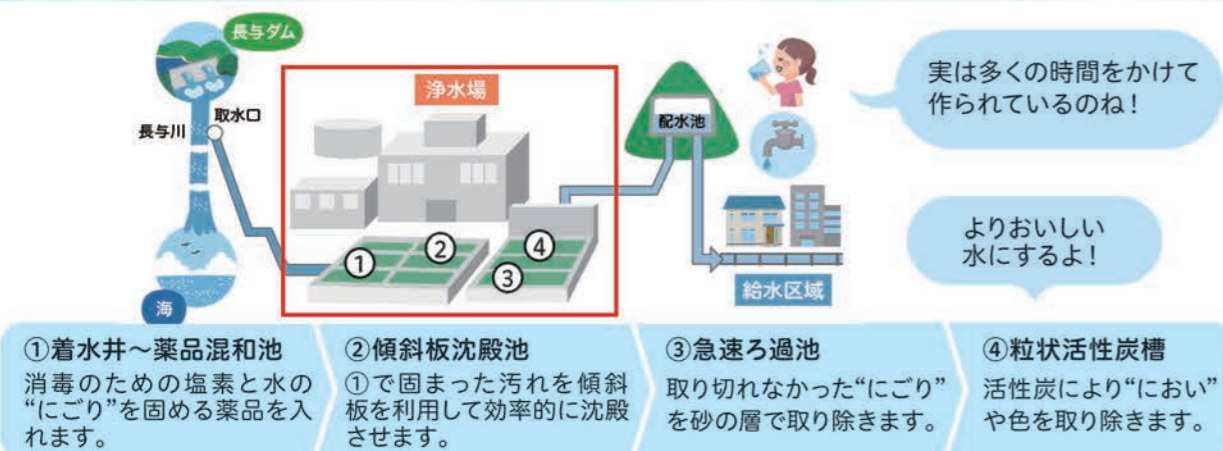 長与ダム
取水口
長与川
海
浄水場
①
②
③
④
配水池
給水区域
実は多くの時間をかけて
作られているのね！
よりおいしい
水にするよ！
①着水井〜薬品混和池
消毒のための塩素と水の
“にごり”を固める薬品を入
れます。
②傾斜板沈殿池
①で固まった汚れを傾斜
板を利用して効率的に沈殿
させます。
③急速ろ過池
取り切れなかった“にごり”
を砂の層で取り除きます。
④粒状活性炭槽
活性炭により“におい”
や色を取り除きます。